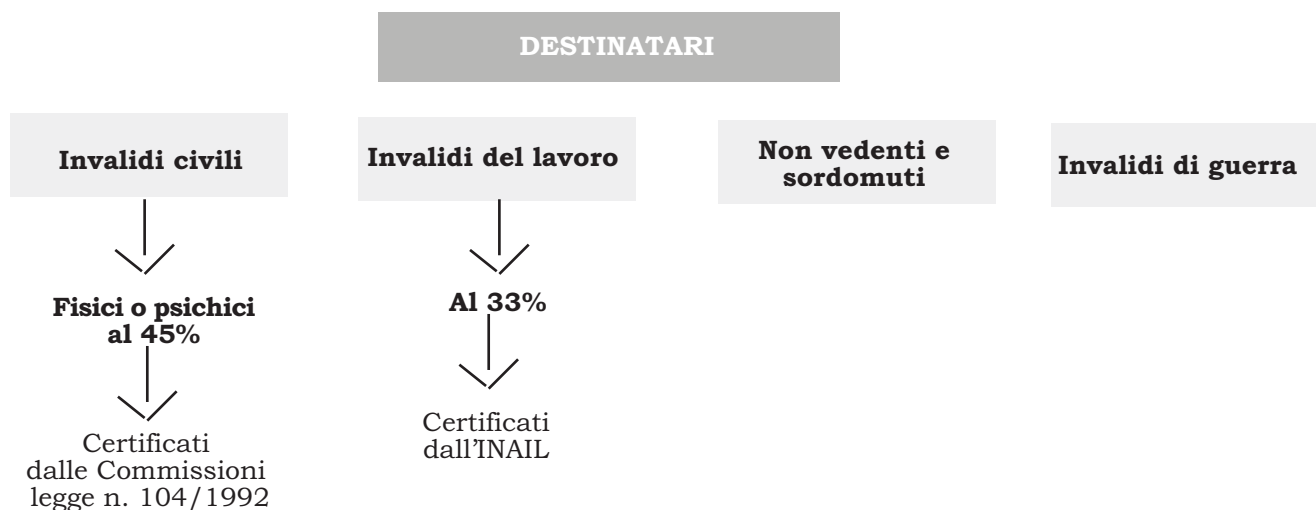 DESTINATARI
Invalidi civili
Invalidi del lavoro
Non vedenti e
sordomuti
Invalidi di guerra
Fisici o psichici
al 45%
Al 33%
Certificati
dalle Commissioni
legge n. 104/1992
Certificati
dall'INAIL